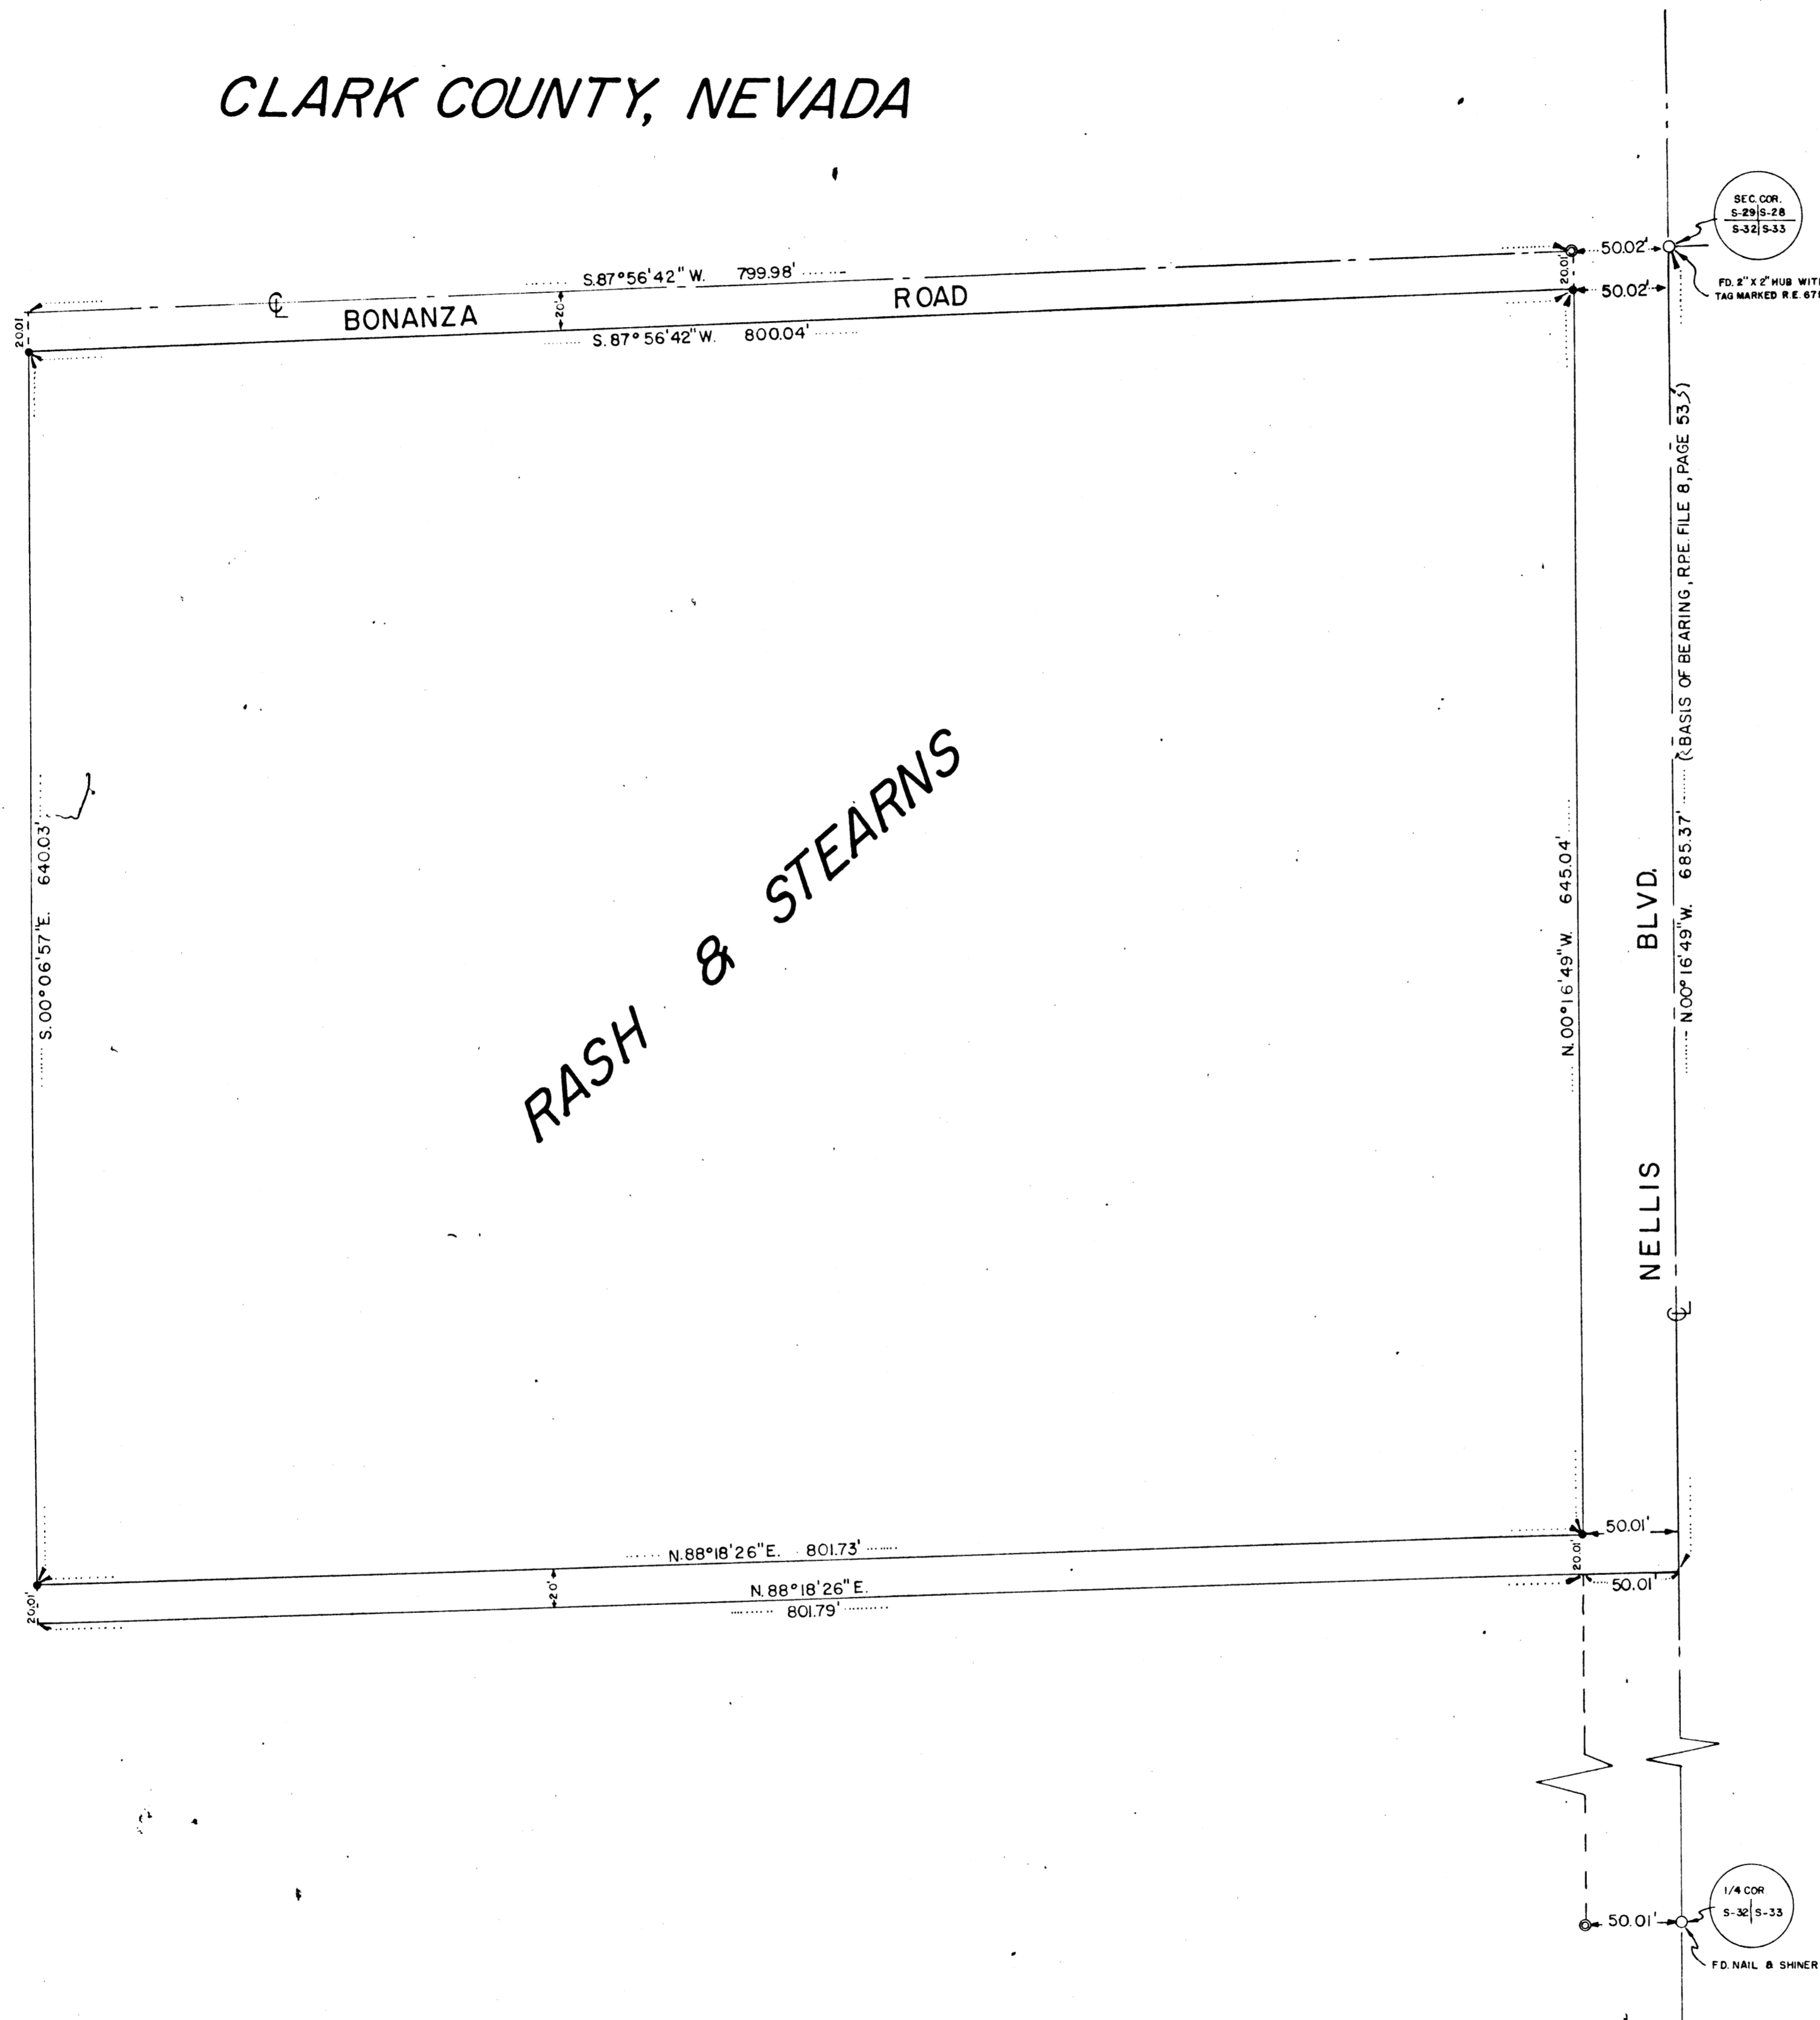 CLARK COUNTY, NEVADA
SEC. COR.
S-29 S-28
S-32 S-33
50.02'
FD. 2" X 2" HUB
TAG MARKED R.E.
20.01'
50.02'
S.87°56'42"W. 799.98'
℄
BONANZA ROAD
20'
20.01
S.87°56'42"W. 800.04'
S.00°06'57"E. 640.03'
RASH & STEARNS
N.00°16'49"W. 645.04'
NELLIS BLVD.
N.00°16'49"W. 685.37' (BASIS OF BEARING, R.P.E. FILE 8, PAGE 53)
℄
50.01'
N.88°18'26"E. 801.73'
20.01'
50.01'
20'
N.88°18'26"E.
801.79'
20.01'
1/4 COR
S-32 S-33
50.01'
FD. NAIL & SHINER